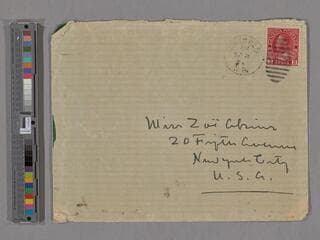 Miss Zoë Akins
20 Fifth Avenue
New York City
U. S. A.